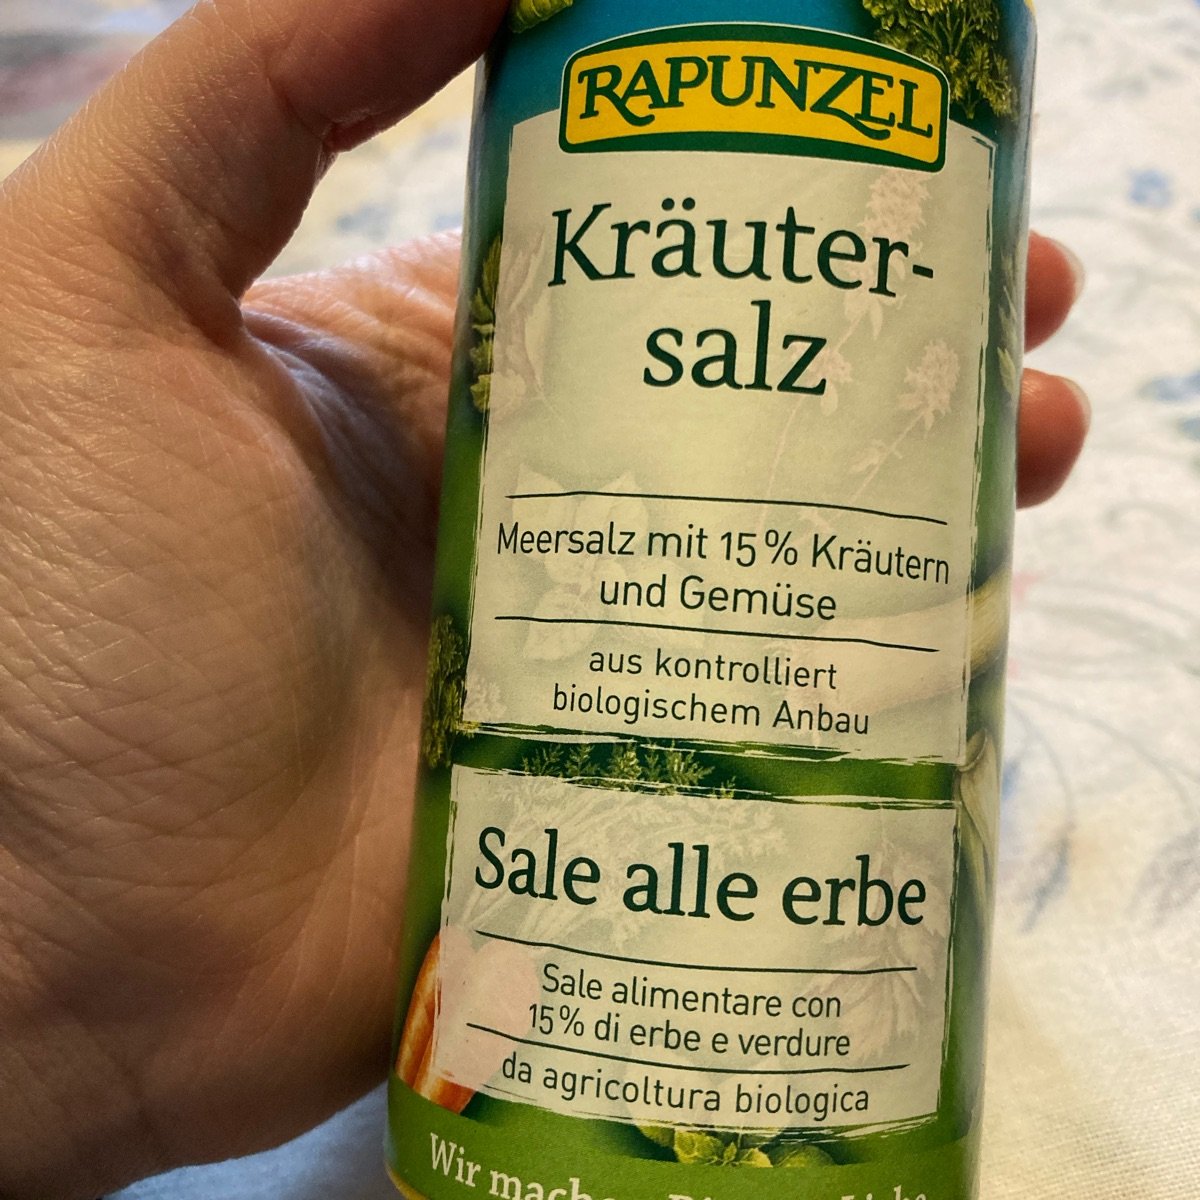 RAPUNZEL
Kräuter-
salz
Meersalz mit 15% Kräutern
und Gemüse
aus kontrolliert
biologischem Anbau
Sale alle erbe
Sale alimentare con
15% di erbe e verdure
da agricoltura biologica
Wir